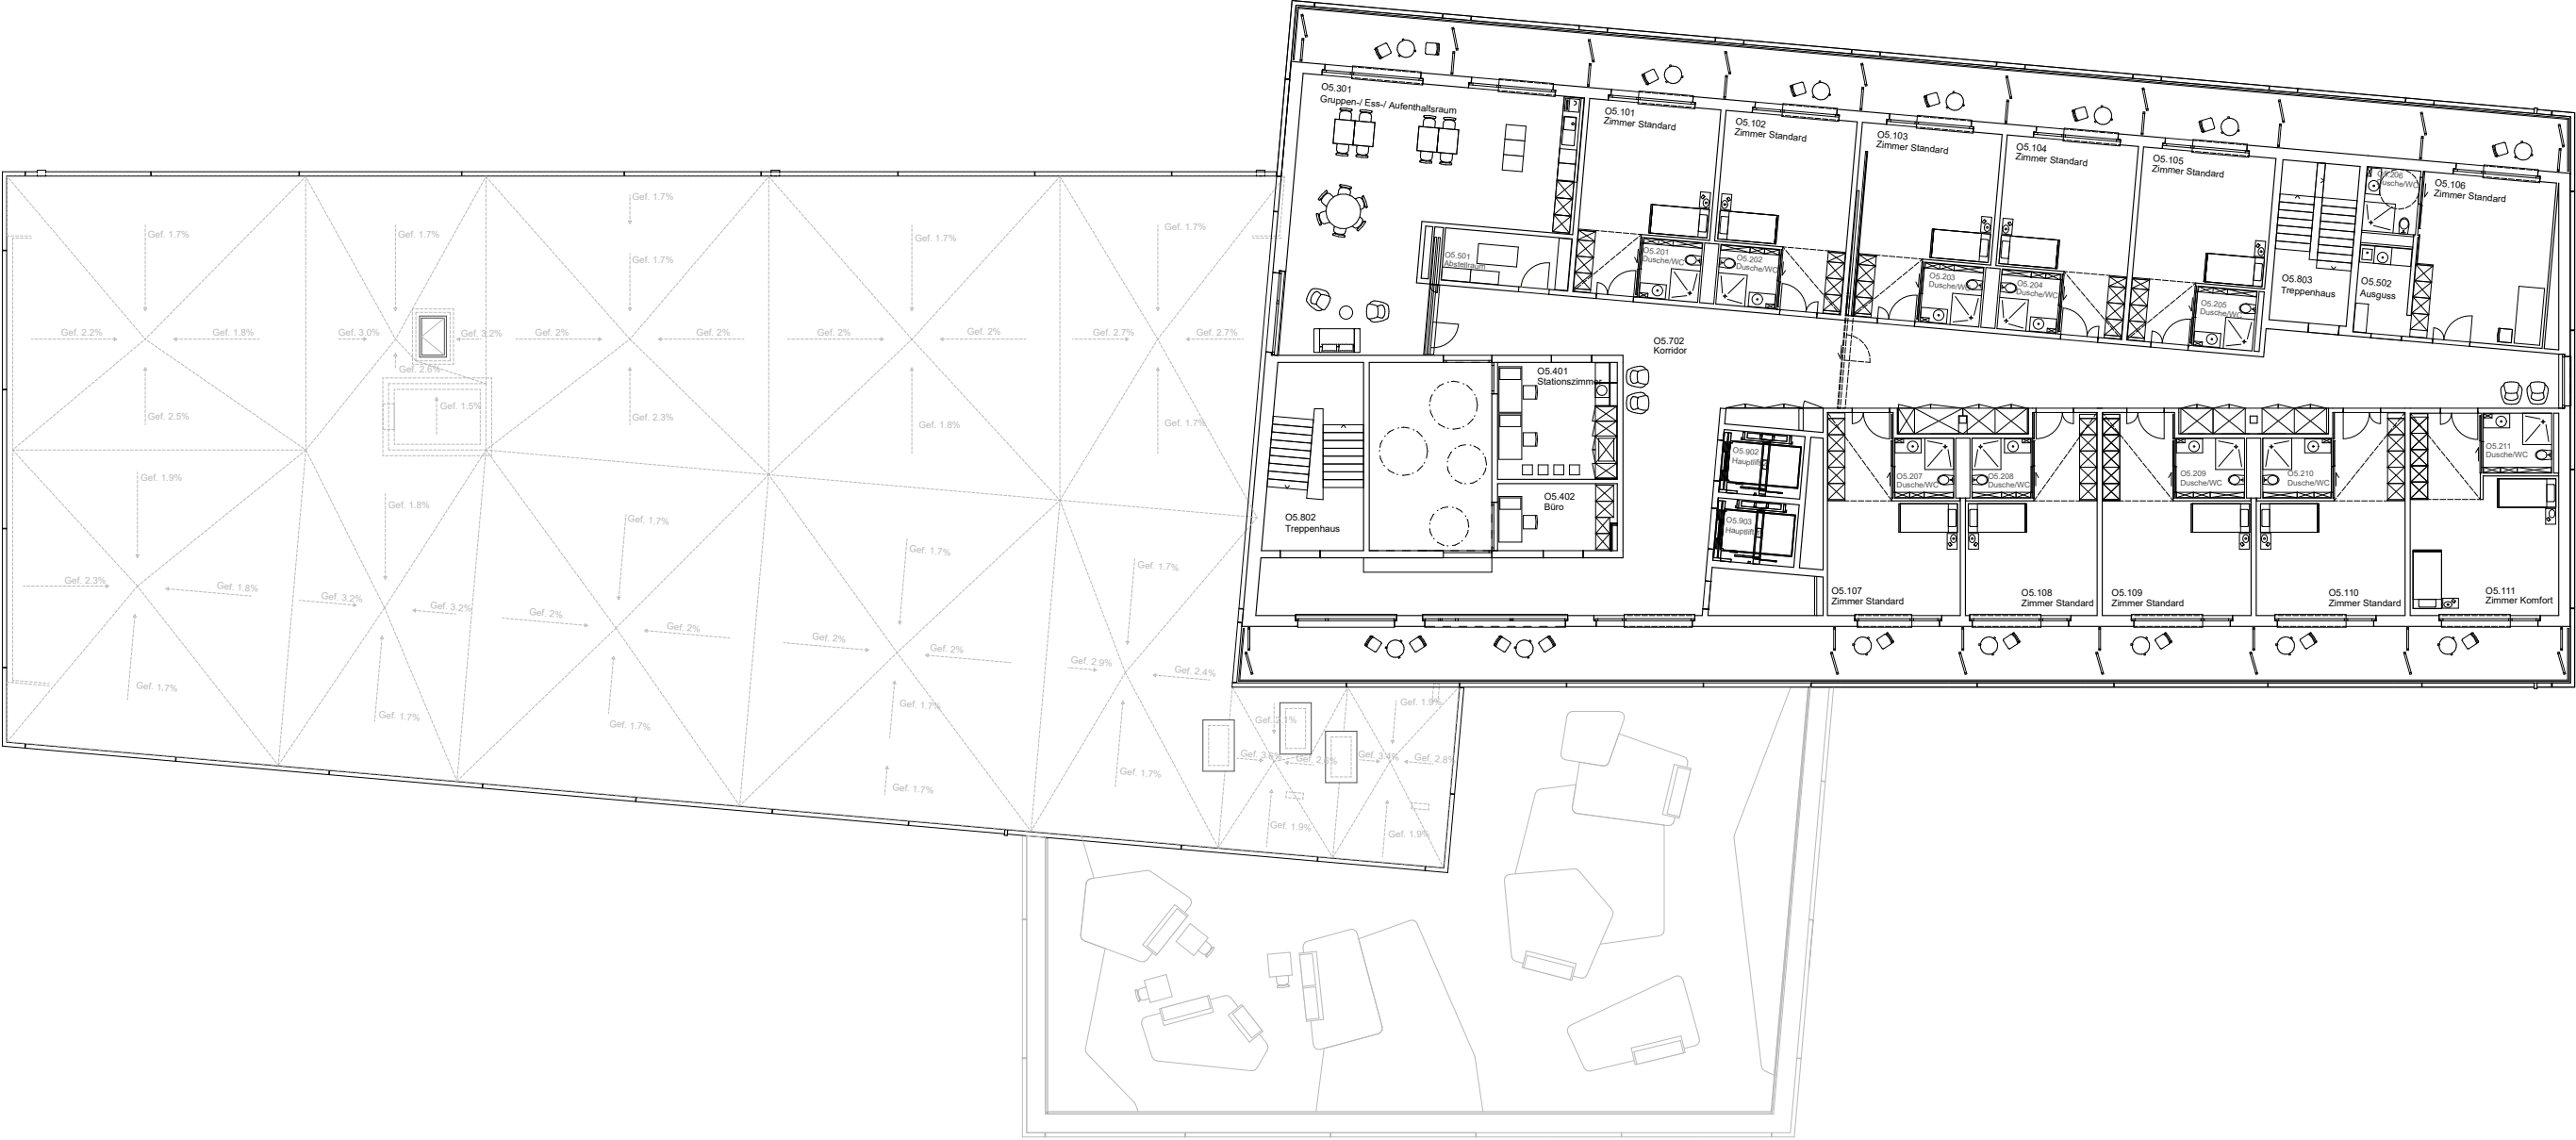 O5.301
Gruppen-/ Ess-/ Aufenthaltsraum
O5.101
Zimmer Standard
O5.102
Zimmer Standard
O5.103
Zimmer Standard
O5.104
Zimmer Standard
O5.105
Zimmer Standard
O5.206
Dusche/WC
O5.106
Zimmer Standard
O5.501
Abstellraum
O5.201
Dusche/WC
O5.202
Dusche/WC
O5.203
Dusche/WC
O5.204
Dusche/WC
O5.205
Dusche/WC
O5.803
Treppenhaus
O5.502
Ausguss
O5.702
Korridor
O5.401
Stationszimmer
O5.402
Büro
O5.802
Treppenhaus
O5.902
Hauptlift
O5.903
Hauptlift
O5.207
Dusche/WC
O5.208
Dusche/WC
O5.209
Dusche/WC
O5.210
Dusche/WC
O5.211
Dusche/WC
O5.107
Zimmer Standard
O5.108
Zimmer Standard
O5.109
Zimmer Standard
O5.110
Zimmer Standard
O5.111
Zimmer Komfort
Gef. 1.7%
Gef. 1.7%
Gef. 1.7%
Gef. 1.7%
Gef. 1.7%
Gef. 1.7%
Gef. 2.2%
Gef. 1.8%
Gef. 3.0%
Gef. 3.2%
Gef. 2%
Gef. 2%
Gef. 2%
Gef. 2%
Gef. 2.7%
Gef. 2.7%
Gef. 2.6%
Gef. 2.5%
Gef. 1.5%
Gef. 2.3%
Gef. 1.8%
Gef. 1.7%
Gef. 1.9%
Gef. 1.8%
Gef. 1.7%
Gef. 1.7%
Gef. 1.7%
Gef. 2.3%
Gef. 1.8%
Gef. 3.2%
Gef. 3.2%
Gef. 2%
Gef. 2%
Gef. 2%
Gef. 2%
Gef. 2.9%
Gef. 2.4%
Gef. 1.7%
Gef. 1.7%
Gef. 1.7%
Gef. 1.7%
Gef. 1.9%
Gef. 3.4%
Gef. 2.8%
Gef. 1.7%
Gef. 1.7%
Gef. 1.9%
Gef. 1.9%